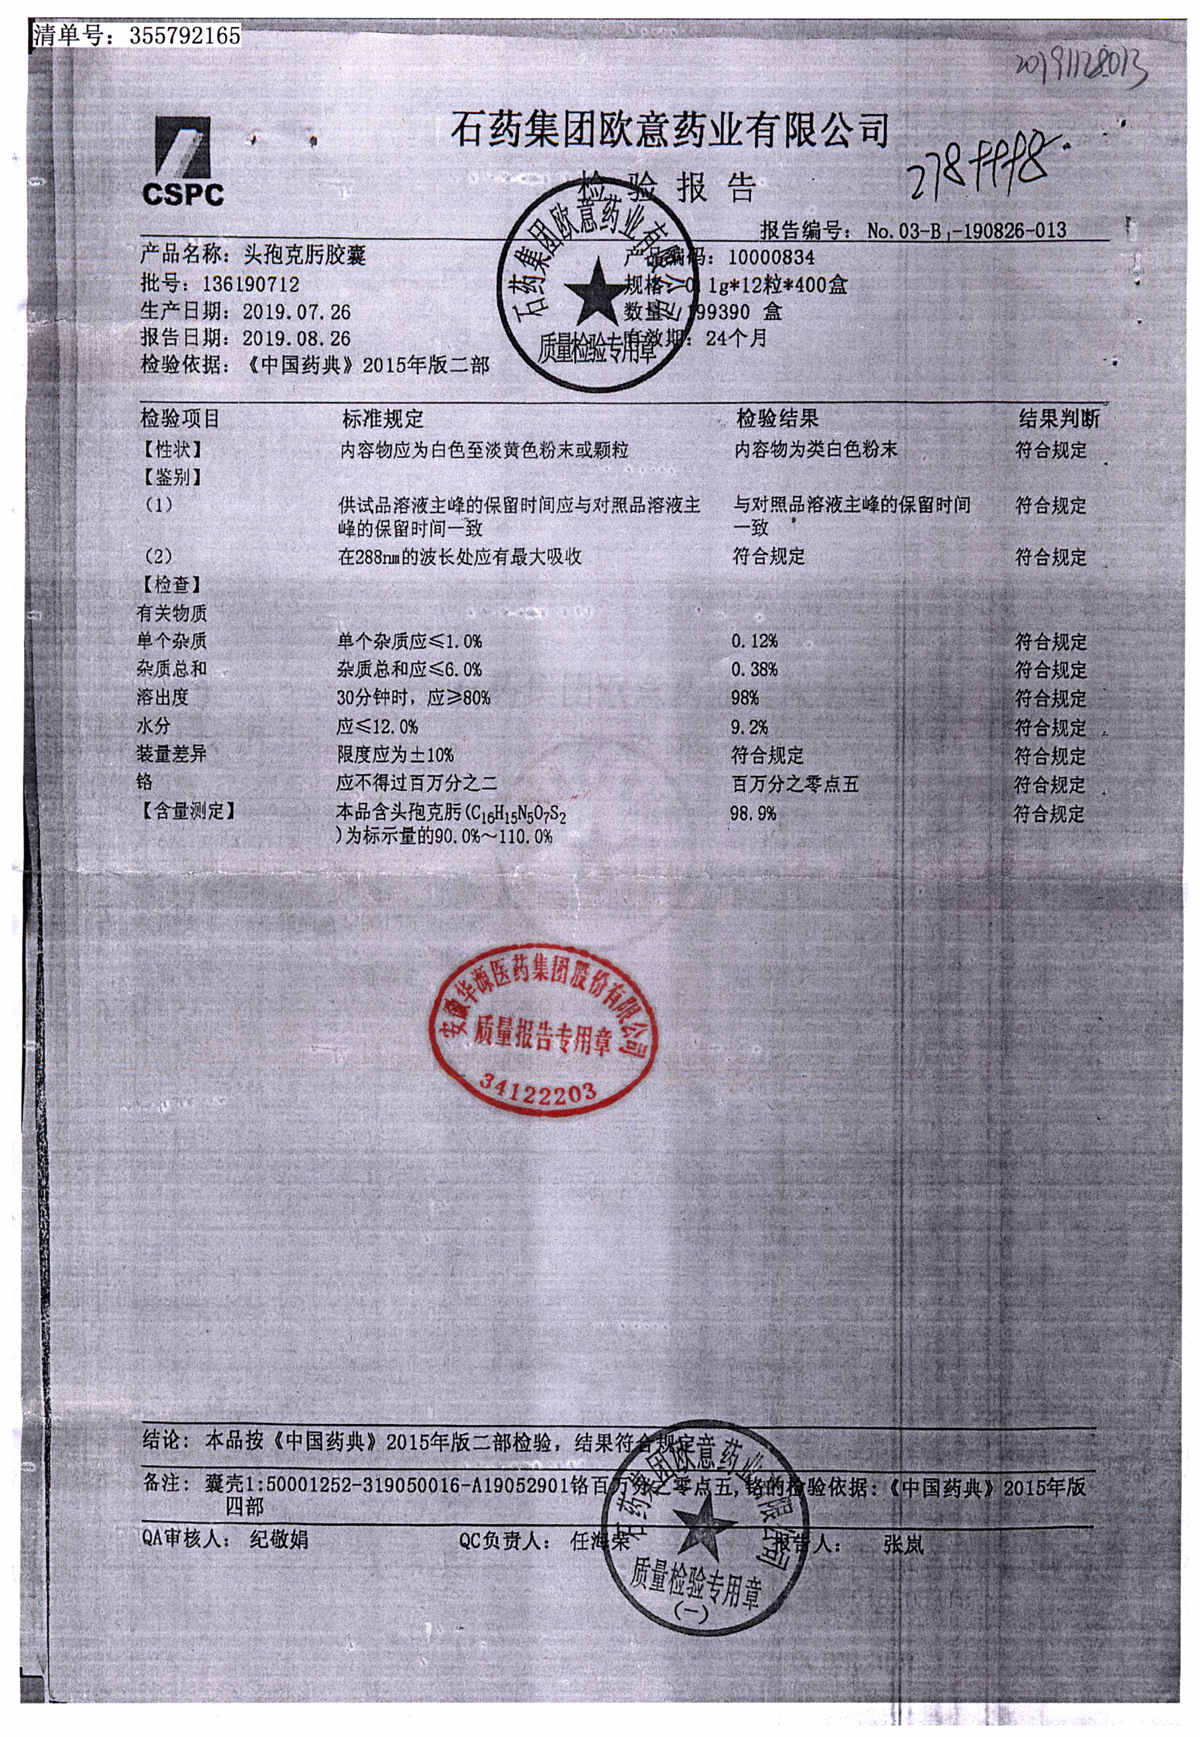 清单号：355792165
20191128013
石药集团欧意药业有限公司
CSPC
检 验 报 告
报告编号： No.03-B1-190826-013
产品名称：头孢克肟胶囊
产品编码：10000834
批号：136190712
规格：0.1g*12粒*400盒
生产日期：2019.07.26
数量：199390 盒
报告日期：2019.08.26
有效期：24个月
检验依据：《中国药典》2015年版二部
石药集团欧意药业有限公司
质量检验专用章
检验项目 标准规定 检验结果 结果判断
【性状】 内容物应为白色至淡黄色粉末或颗粒 内容物为类白色粉末 符合规定
【鉴别】
(1) 供试品溶液主峰的保留时间应与对照品溶液主 与对照品溶液主峰的保留时间 符合规定
峰的保留时间一致 一致
(2) 在288nm的波长处应有最大吸收 符合规定 符合规定
【检查】
有关物质
单个杂质 单个杂质应≤1.0% 0.12% 符合规定
杂质总和 杂质总和应≤6.0% 0.38% 符合规定
溶出度 30分钟时，应≥80% 98% 符合规定
水分 应≤12.0% 9.2% 符合规定
装量差异 限度应为±10% 符合规定 符合规定
铬 应不得过百万分之二 百万分之零点五 符合规定
【含量测定】 本品含头孢克肟(C16H15N5O7S2 98.9% 符合规定
)为标示量的90.0%～110.0%
安徽华源医药集团股份有限公司
质量报告专用章
34122203
结论： 本品按《中国药典》2015年版二部检验，结果符合规定
备注： 囊壳1:50001252-319050016-A19052901铬百万分之零点五,铬的检验依据:《中国药典》2015年版
四部
QA审核人： 纪敬娟 QC负责人： 任海荣 报告人： 张岚
石药集团欧意药业有限公司
质量检验专用章
(一)